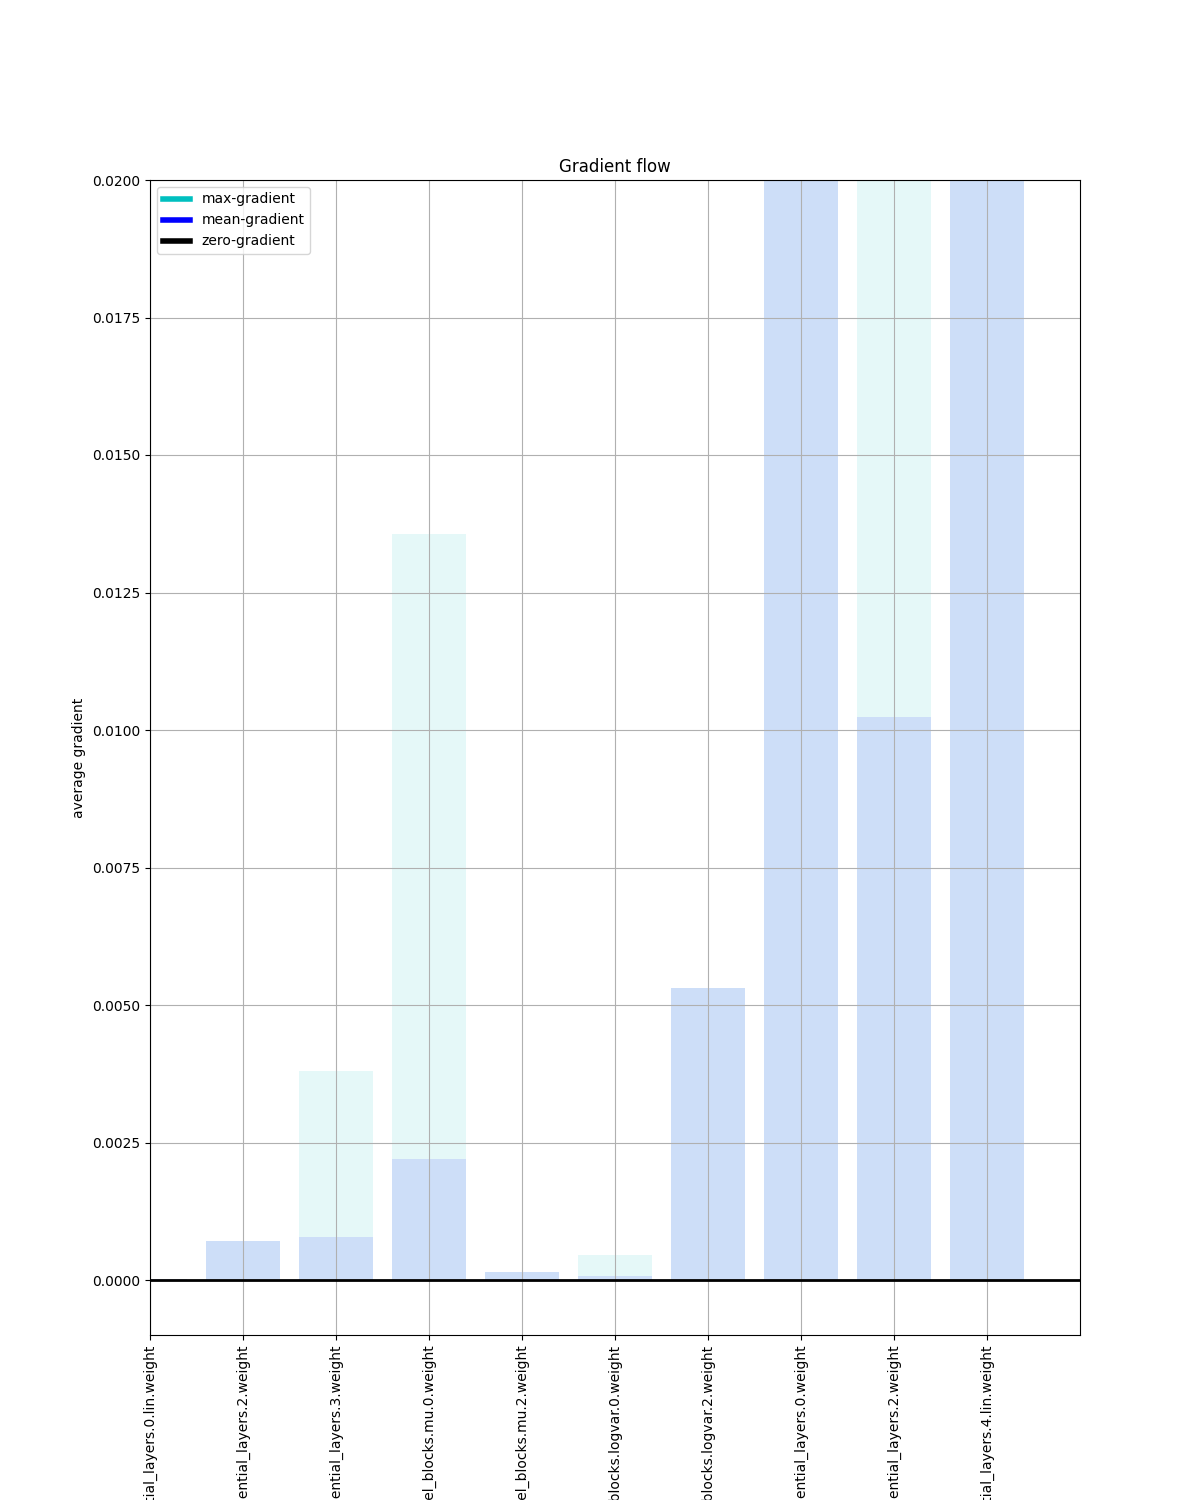 Gradient flow
max-gradient
mean-gradient
zero-gradient
0.0200
0.0175
0.0150
0.0125
0.0100
0.0075
0.0050
0.0025
0.0000
average gradient
tial_layers.0.lin.weight
ential_layers.2.weight
ential_layers.3.weight
el_blocks.mu.0.weight
el_blocks.mu.2.weight
blocks.logvar.0.weight
blocks.logvar.2.weight
ential_layers.0.weight
ential_layers.2.weight
tial_layers.4.lin.weight